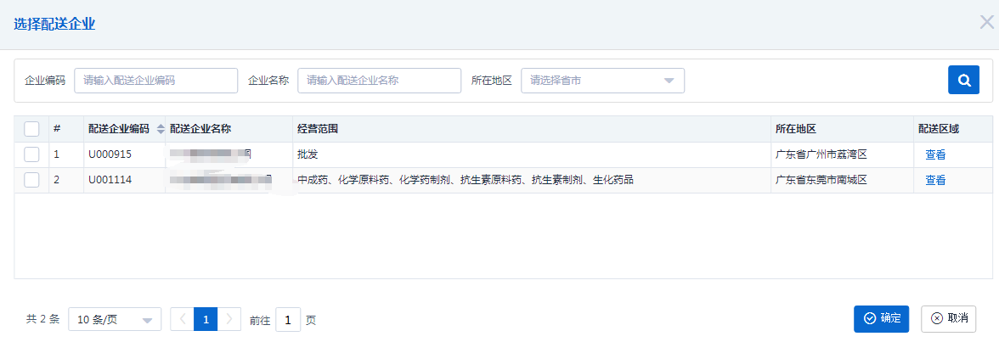 选择配送企业
企业编码 请输入配送企业编码 企业名称 请输入配送企业名称 所在地区 请选择省市
# 配送企业编码 配送企业名称 经营范围 所在地区 配送区域
1 U000915 批发 广东省广州市荔湾区 查看
2 U001114 中成药、化学原料药、化学药制剂、抗生素原料药、抗生素制剂、生化药品 广东省东莞市南城区 查看
共 2 条 10 条/页 1 前往 1 页 确定 取消